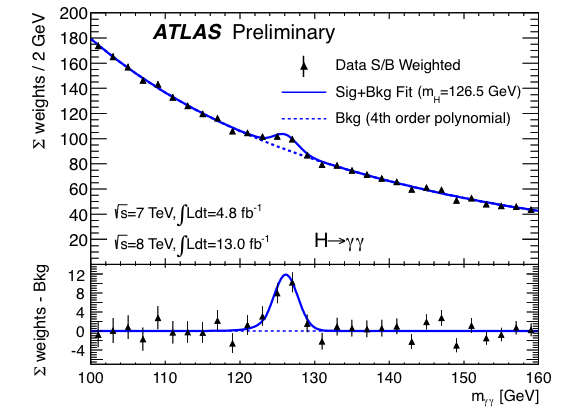 ATLAS Preliminary
Σ weights / 2 GeV
200
180
160
140
120
100
80
60
40
20
Data S/B Weighted
Sig+Bkg Fit (mH=126.5 GeV)
Bkg (4th order polynomial)
√s=7 TeV,∫Ldt=4.8 fb-1
√s=8 TeV,∫Ldt=13.0 fb-1
H→γγ
Σ weights - Bkg
12
8
4
0
-4
100 110 120 130 140 150 160
mγγ [GeV]